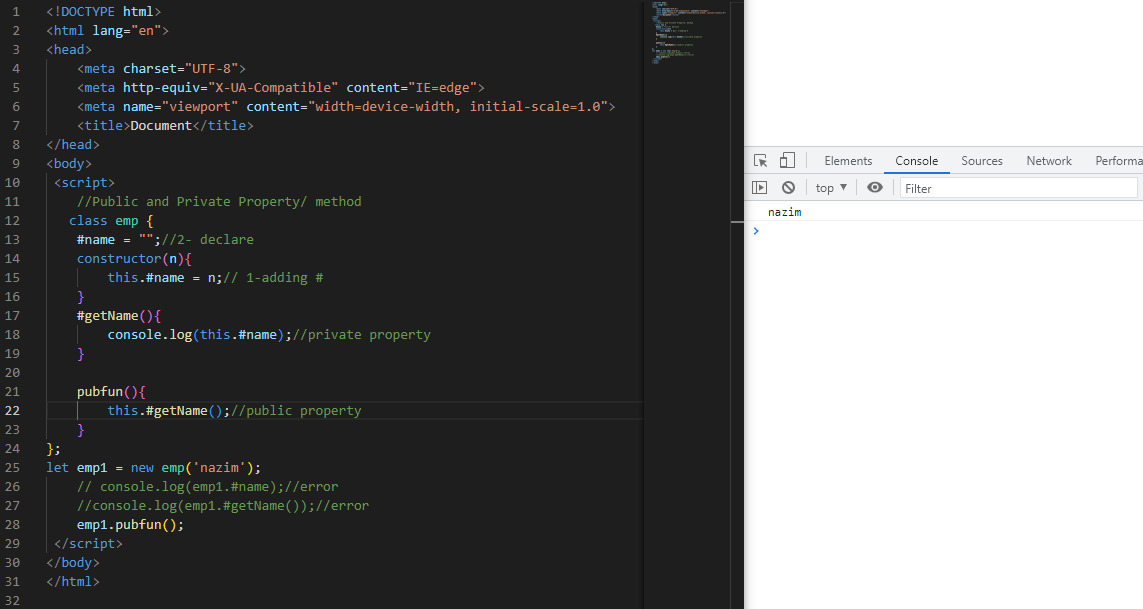 1 <!DOCTYPE html>
2 <html lang="en">
3 <head>
4     <meta charset="UTF-8">
5     <meta http-equiv="X-UA-Compatible" content="IE=edge">
6     <meta name="viewport" content="width=device-width, initial-scale=1.0">
7     <title>Document</title>
8 </head>
9 <body>
10  <script>
11     //Public and Private Property/ method
12    class emp {
13     #name = "";//2- declare
14     constructor(n){
15         this.#name = n;// 1-adding #
16     }
17     #getName(){
18         console.log(this.#name);//private property
19     }
20
21     pubfun(){
22         this.#getName();//public property
23     }
24 };
25 let emp1 = new emp('nazim');
26     // console.log(emp1.#name);//error
27     //console.log(emp1.#getName());//error
28     emp1.pubfun();
29  </script>
30 </body>
31 </html>
32
Elements Console Sources Network Performa
top ▼ Filter
nazim
>